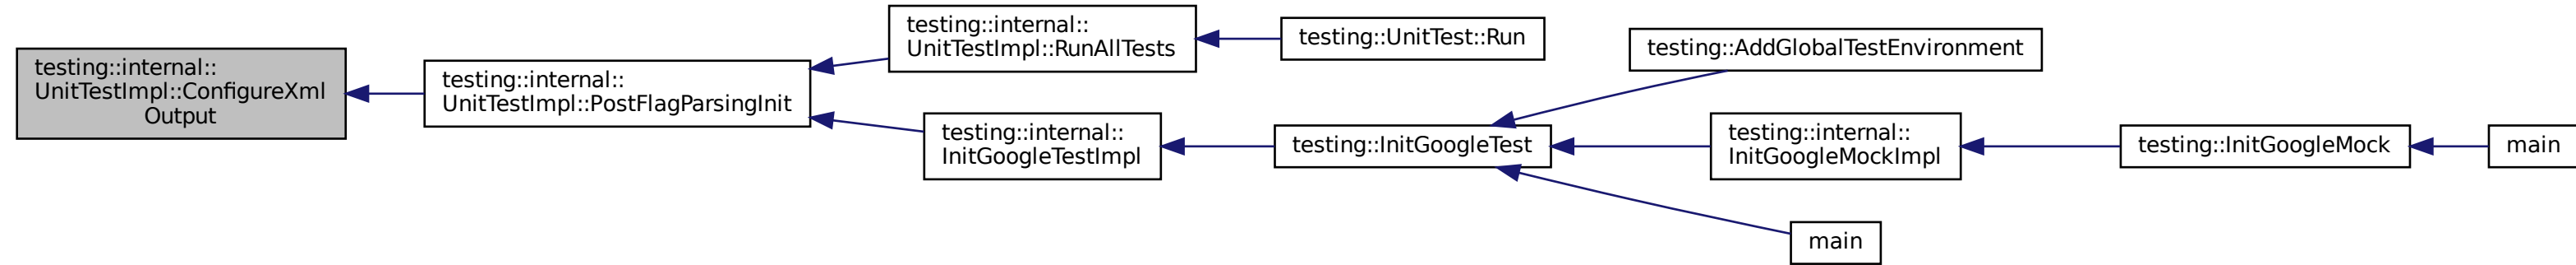 testing::internal::
UnitTestImpl::ConfigureXml
Output
testing::internal::
UnitTestImpl::PostFlagParsingInit
testing::internal::
UnitTestImpl::RunAllTests
testing::UnitTest::Run
testing::internal::
InitGoogleTestImpl
testing::InitGoogleTest
testing::AddGlobalTestEnvironment
testing::internal::
InitGoogleMockImpl
testing::InitGoogleMock
main
main